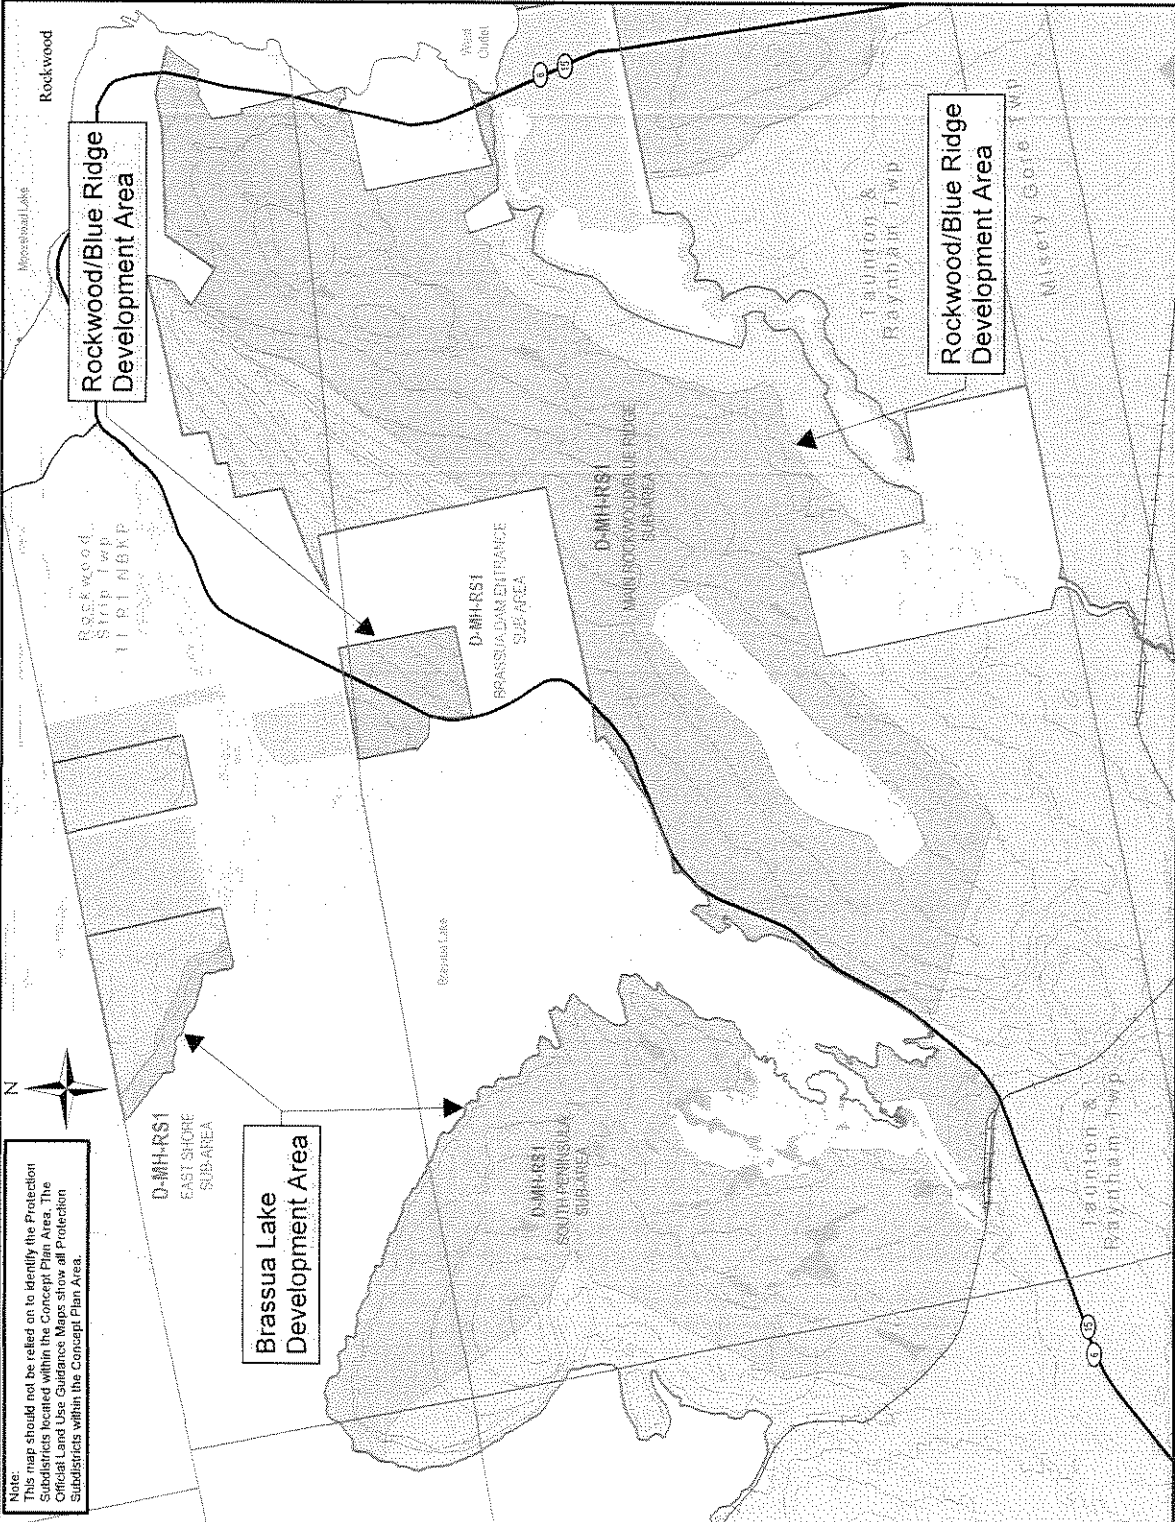 Note:
This map should not be relied on to identify the Protection
Subdistricts located within the Concept Plan Area. The
Official Land Use Guidance Maps show all Protection
Subdistricts within the Concept Plan Area.
N
D-MH-RS1
EAST SHORE
SUB-AREA
Brassua Lake
Development Area
Brassua Lake
D-MH-RS1
SOUTH PENINSULA
SUB-AREA
Rockwood
Strip Twp
T1 R1 NBKP
Moosehead Lake
Rockwood
Rockwood/Blue Ridge
Development Area
D-MH-RS1
BRASSUA DAM ENTRANCE
SUB-AREA
D-MH-RS1
MAIN ROCKWOOD/BLUE RIDGE
SUB-AREA
West
Outlet
6
15
Taunton &
Raynham Twp
Rockwood/Blue Ridge
Development Area
Misery Gore Twp
Taunton &
Raynham Twp
6
15